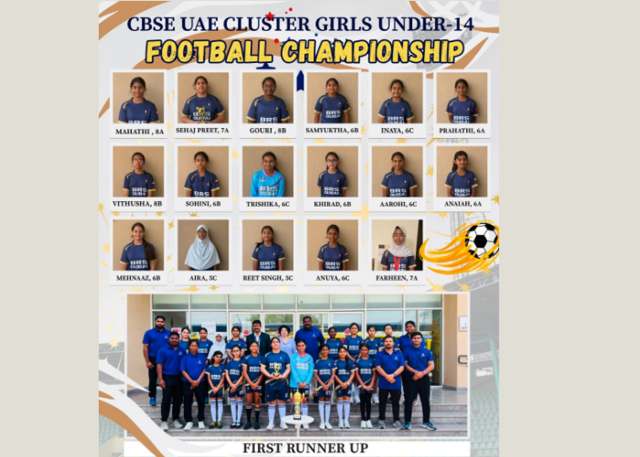 CBSE UAE CLUSTER GIRLS UNDER-14
FOOTBALL CHAMPIONSHIP
MAHATHI , 8A
SEHAJ PREET, 7A
GOURI , 8B
SAMYUKTHA, 6B
INAYA, 6C
PRAHATHI, 6A
VITHUSHA, 8B
SOHINI, 6B
TRISHIKA, 6C
KHIRAD, 6B
AAROHI, 6C
ANAIAH, 6A
MEHNAAZ, 6B
AIRA, 5C
REET SINGH, 5C
ANUYA, 6C
FARHEEN, 7A
FIRST RUNNER UP